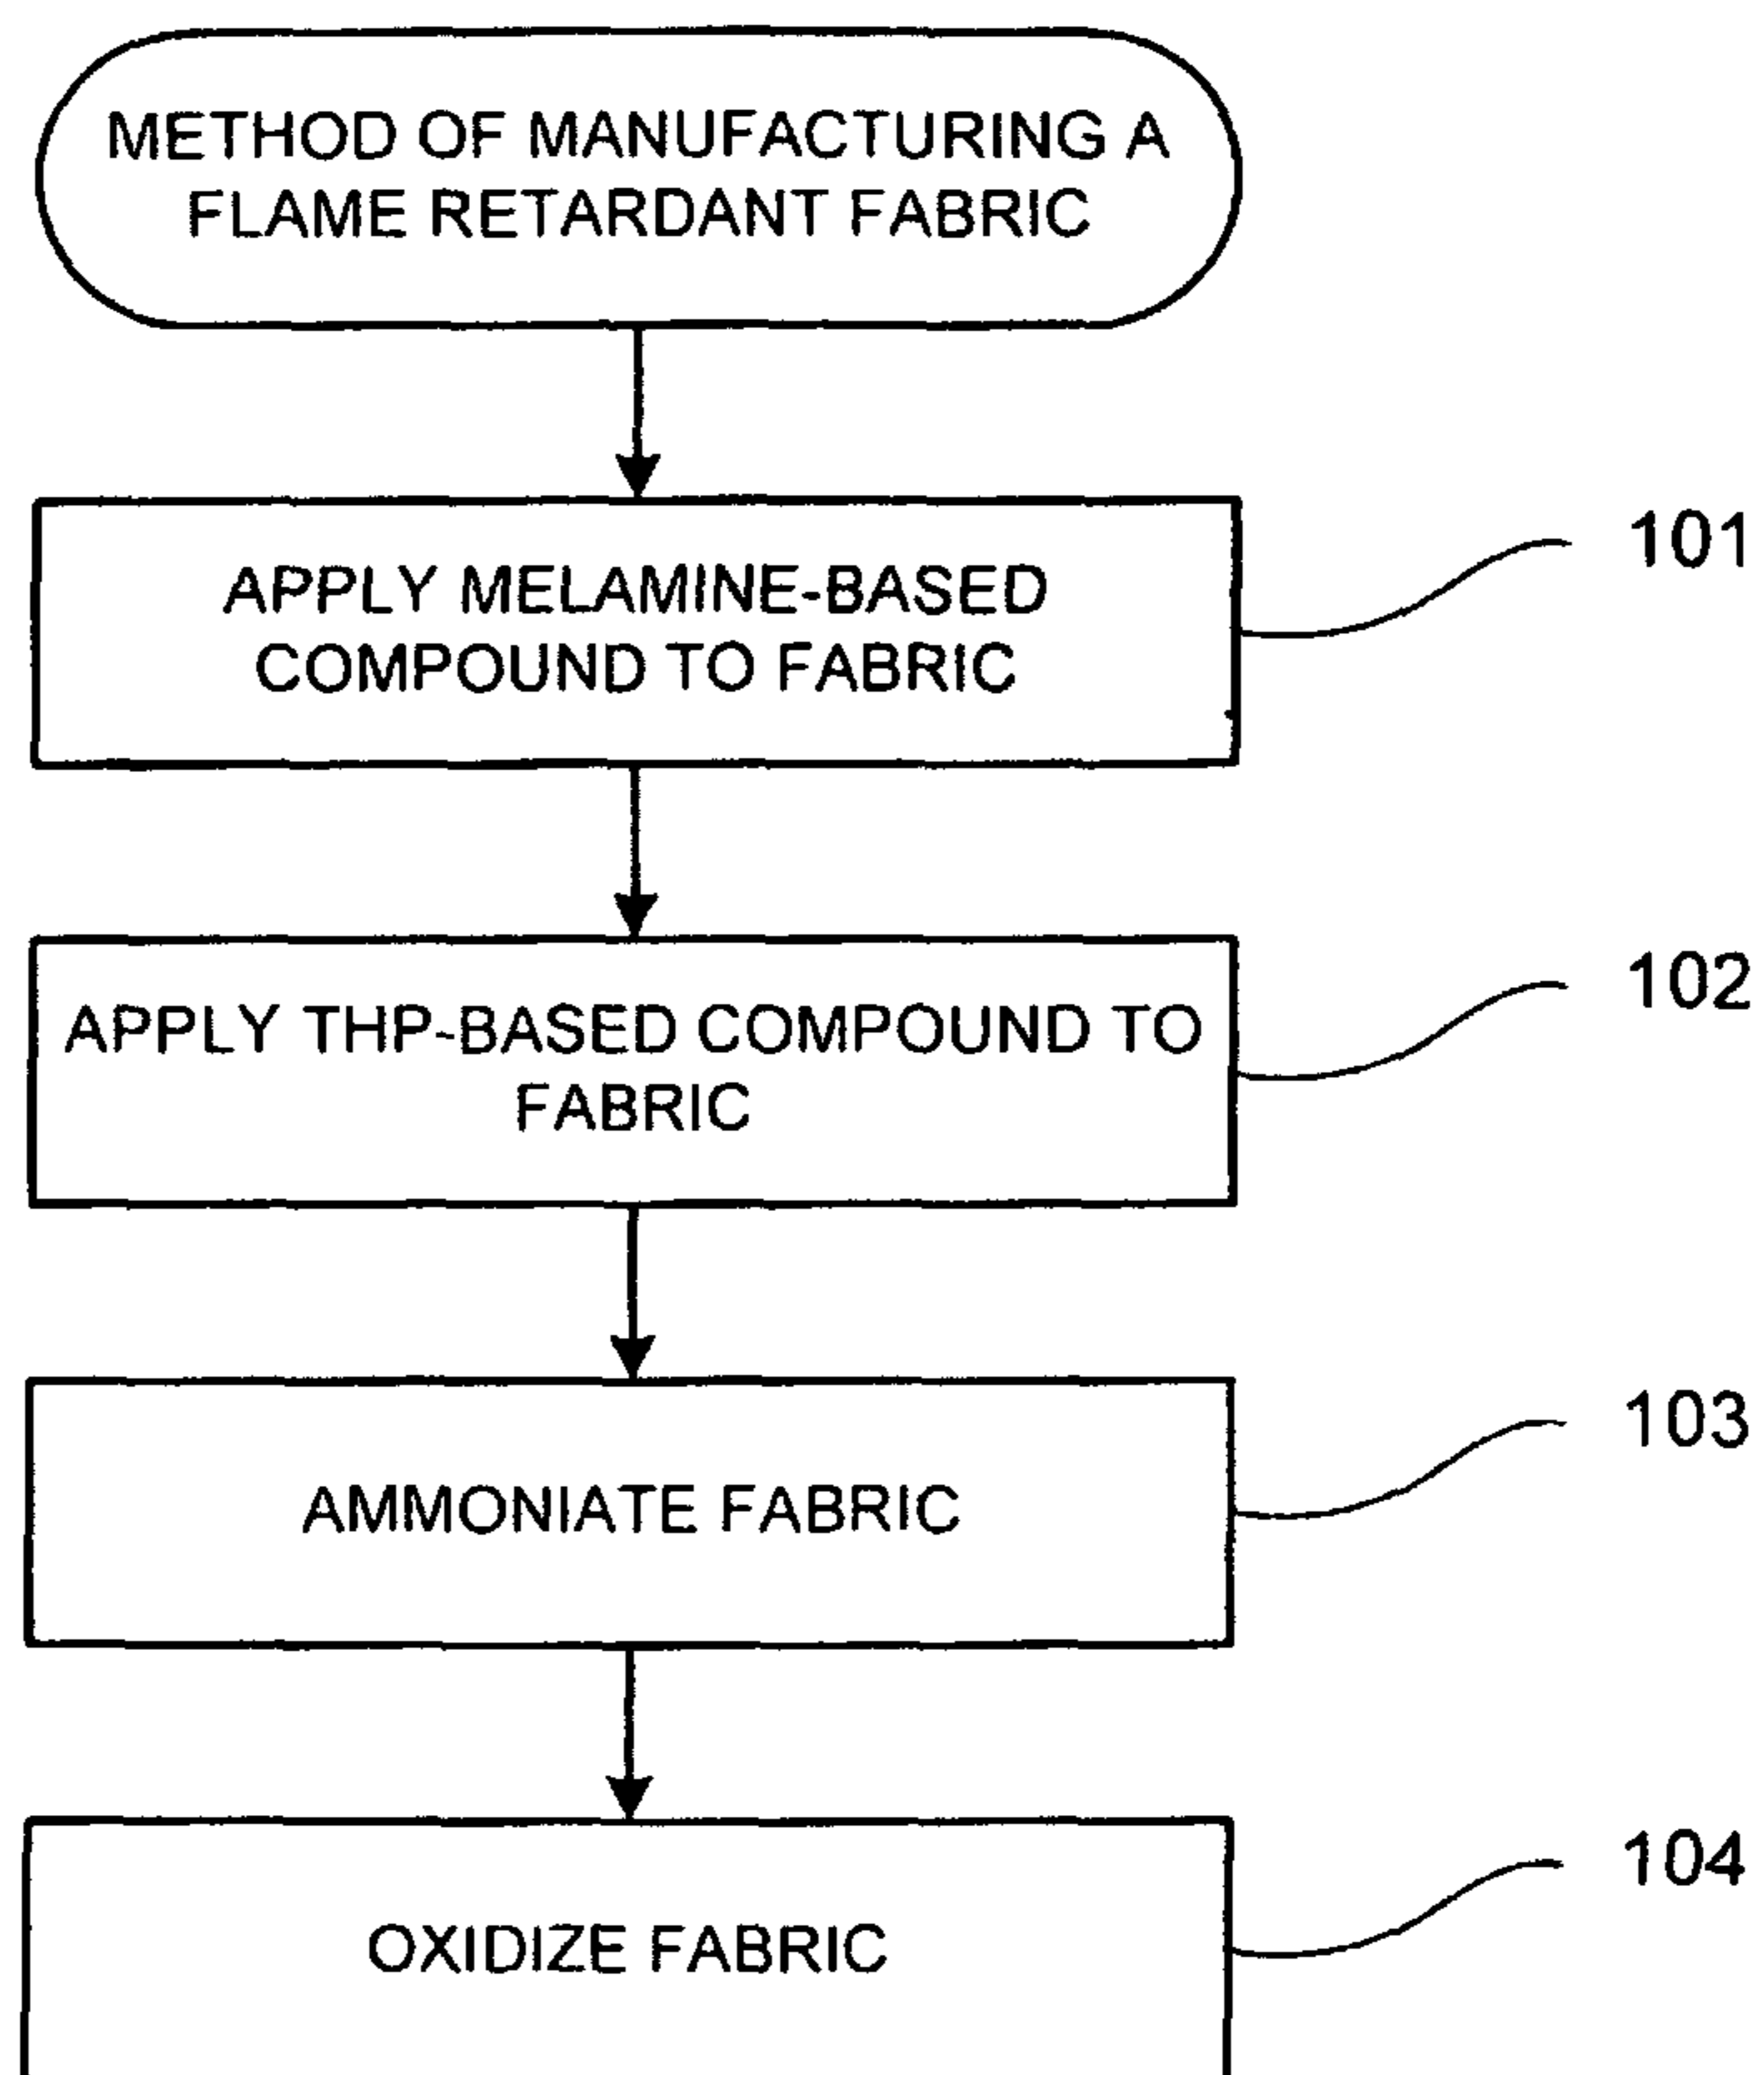 METHOD OF MANUFACTURING A
FLAME RETARDANT FABRIC
101
APPLY MELAMINE-BASED
COMPOUND TO FABRIC
102
APPLY THP-BASED COMPOUND TO
FABRIC
103
AMMONIATE FABRIC
104
OXIDIZE FABRIC